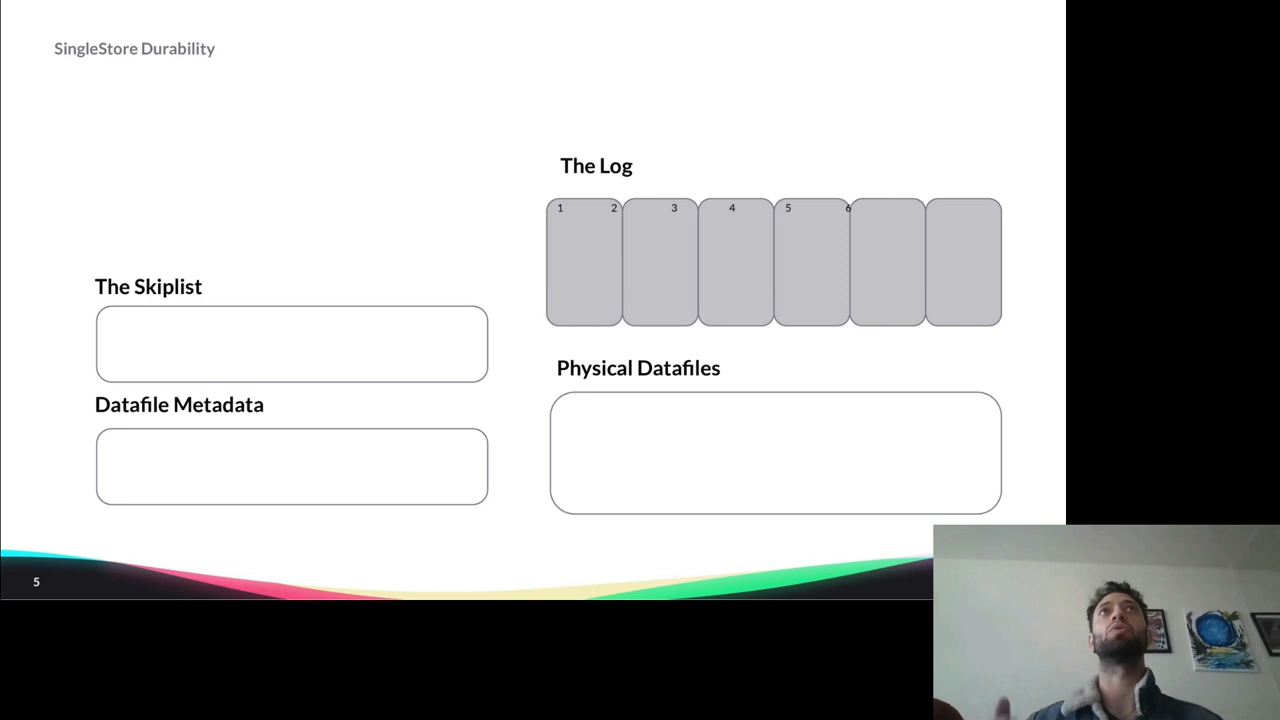 SingleStore Durability
The Log
1 2 3 4 5 6
The Skiplist
Physical Datafiles
Datafile Metadata
5